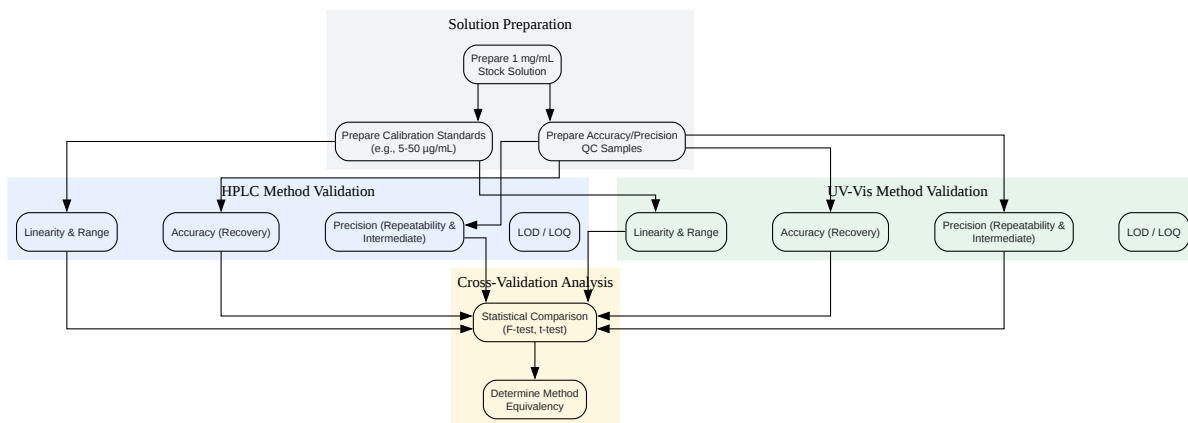 Solution Preparation
Prepare 1 mg/mL
Stock Solution
Prepare Calibration Standards
(e.g., 5-50 µg/mL)
Prepare Accuracy/Precision
QC Samples
HPLC Method Validation
Linearity & Range
Accuracy (Recovery)
Precision (Repeatability &
Intermediate)
LOD / LOQ
UV-Vis Method Validation
Linearity & Range
Accuracy (Recovery)
Precision (Repeatability &
Intermediate)
LOD / LOQ
Cross-Validation Analysis
Statistical Comparison
(F-test, t-test)
Determine Method
Equivalency